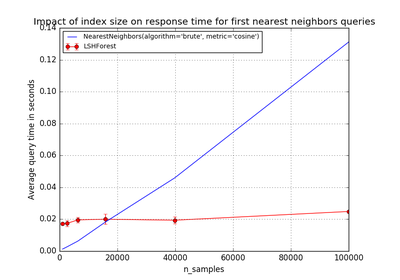 Impact of index size on response time for first nearest neighbors queries
NearestNeighbors(algorithm='brute', metric='cosine')
LSHForest
Average query time in seconds
0.14
0.12
0.10
0.08
0.06
0.04
0.02
0.00
0 20000 40000 60000 80000 100000
n_samples